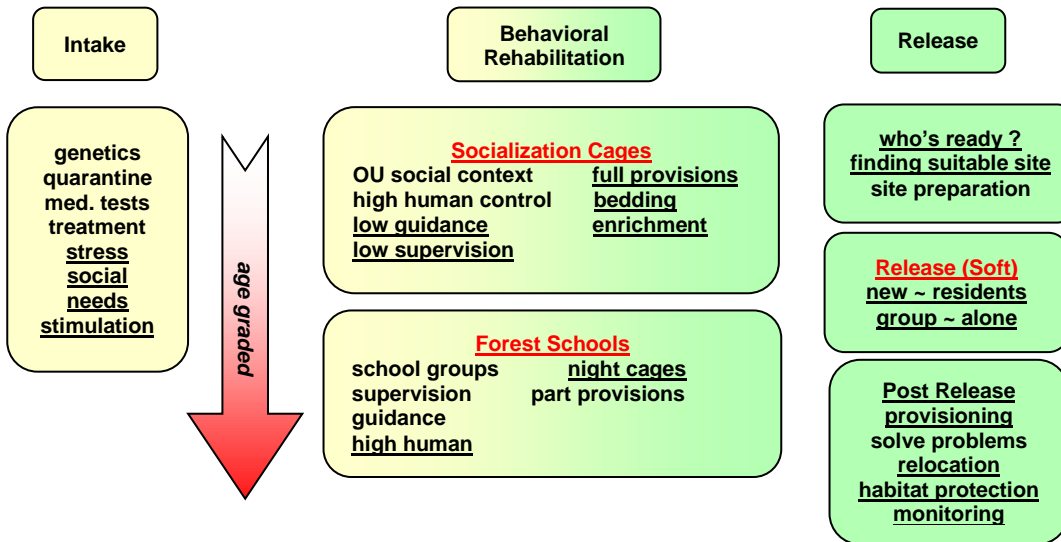 Intake
Behavioral
Rehabilitation
Release
genetics
quarantine
med. tests
treatment
stress
social
needs
stimulation
age graded
Socialization Cages
OU social context full provisions
high human control bedding
low guidance enrichment
low supervision
Forest Schools
school groups night cages
supervision part provisions
guidance
high human
who's ready ?
finding suitable site
site preparation
Release (Soft)
new ~ residents
group ~ alone
Post Release
provisioning
solve problems
relocation
habitat protection
monitoring